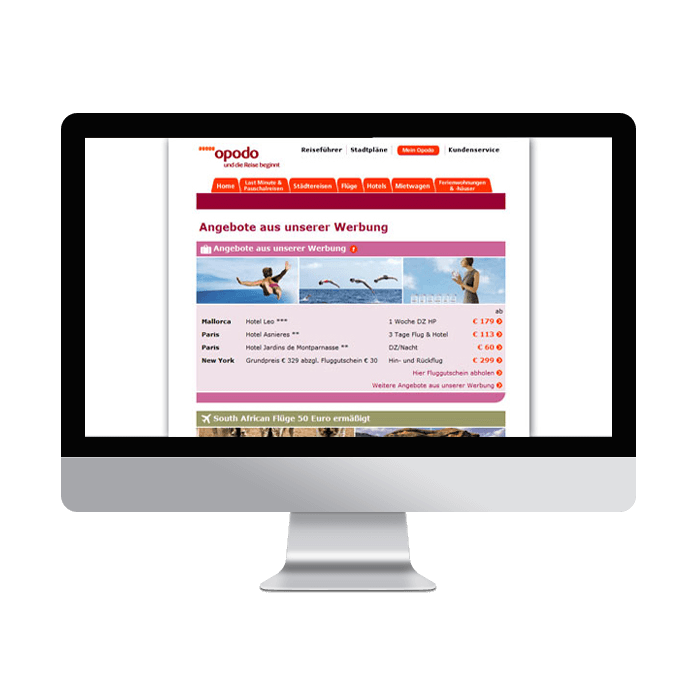 opodo
und die Reise beginnt
Reiseführer Stadtpläne Mein Opodo Kundenservice
Home Last Minute & Pauschalreisen Städtereisen Flüge Hotels Mietwagen Ferienwohnungen & -häuser
Angebote aus unserer Werbung
Angebote aus unserer Werbung
ab
Mallorca Hotel Leo *** 1 Woche DZ HP € 179
Paris Hotel Asnieres ** 3 Tage Flug & Hotel € 113
Paris Hotel Jardins de Montparnasse ** DZ/Nacht € 60
New York Grundpreis € 329 abzgl. Fluggutschein € 30 Hin- und Rückflug € 299
Hier Fluggutschein abholen
Weitere Angebote aus unserer Werbung
South African Flüge 50 Euro ermäßigt